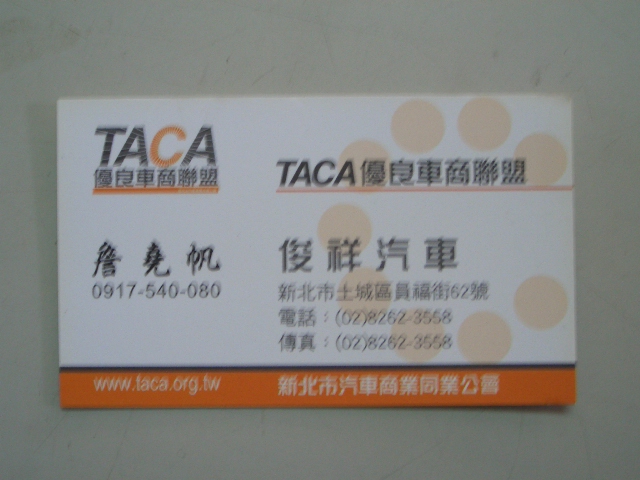 TACA
優良車商聯盟
TACA優良車商聯盟
詹堯帆
0917-540-080
俊祥汽車
新北市土城區員福街62號
電話：(02)8262-3558
傳真：(02)8262-3558
www.taca.org.tw
新北市汽車商業同業公會